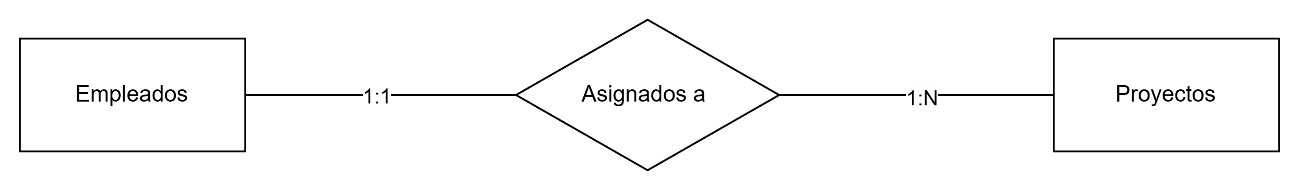 Empleados
1:1
Asignados a
1:N
Proyectos